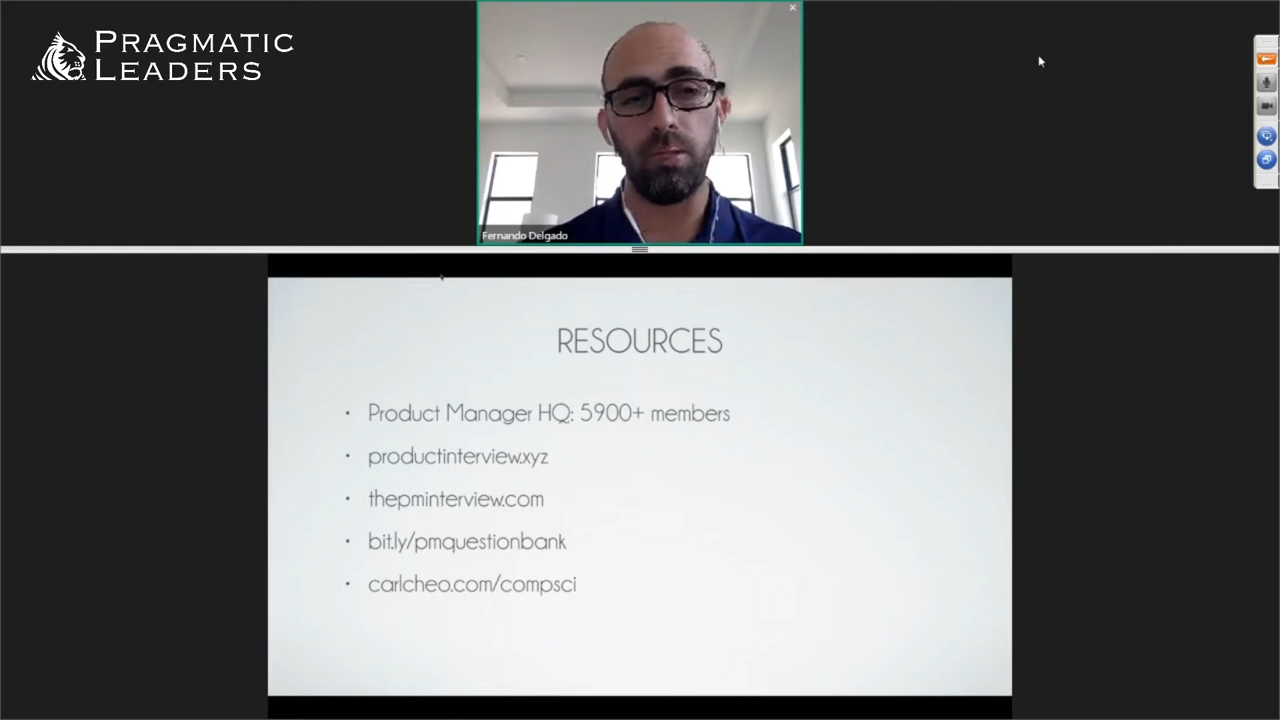 PRAGMATIC
LEADERS
Fernando Delgado
RESOURCES
• Product Manager HQ: 5900+ members
• productinterview.xyz
• thepminterview.com
• bit.ly/pmquestionbank
• carlcheo.com/compsci